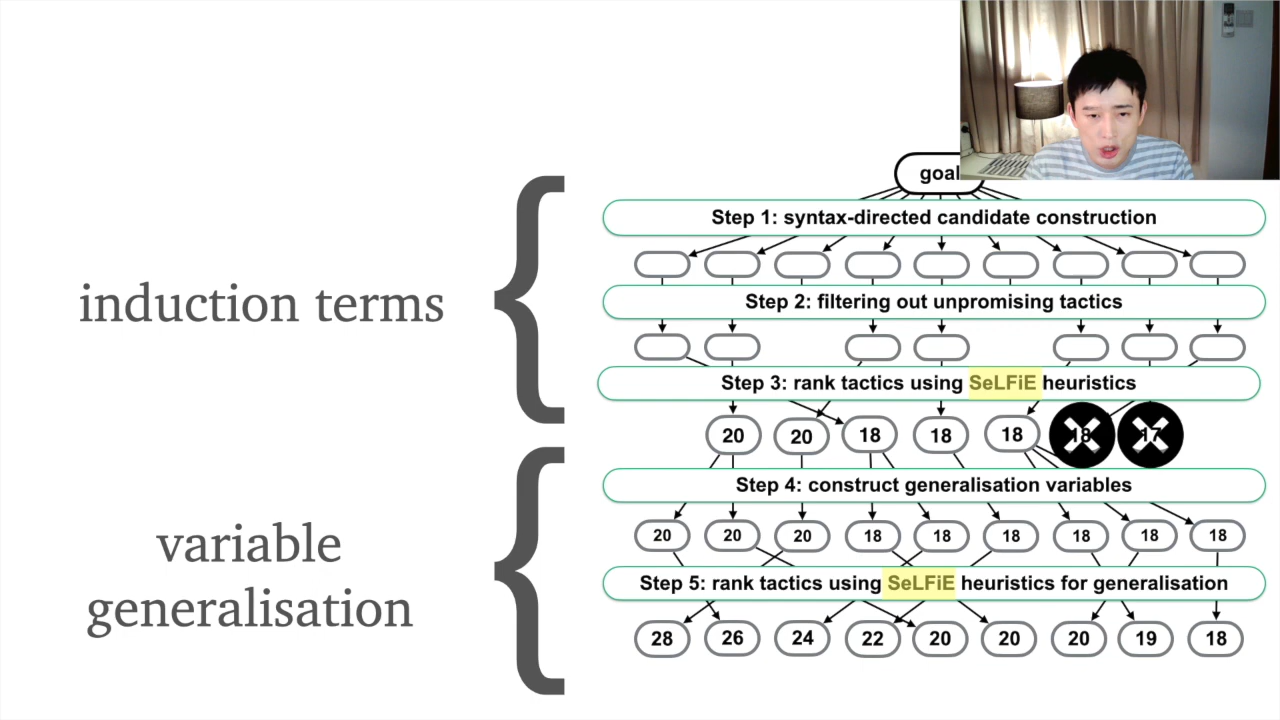 goal
Step 1: syntax-directed candidate construction
induction terms
Step 2: filtering out unpromising tactics
Step 3: rank tactics using SeLFiE heuristics
20 20 18 18 18 18 17
Step 4: construct generalisation variables
20 20 20 18 18 18 18 18 18
variable
generalisation
Step 5: rank tactics using SeLFiE heuristics for generalisation
28 26 24 22 20 20 20 19 18